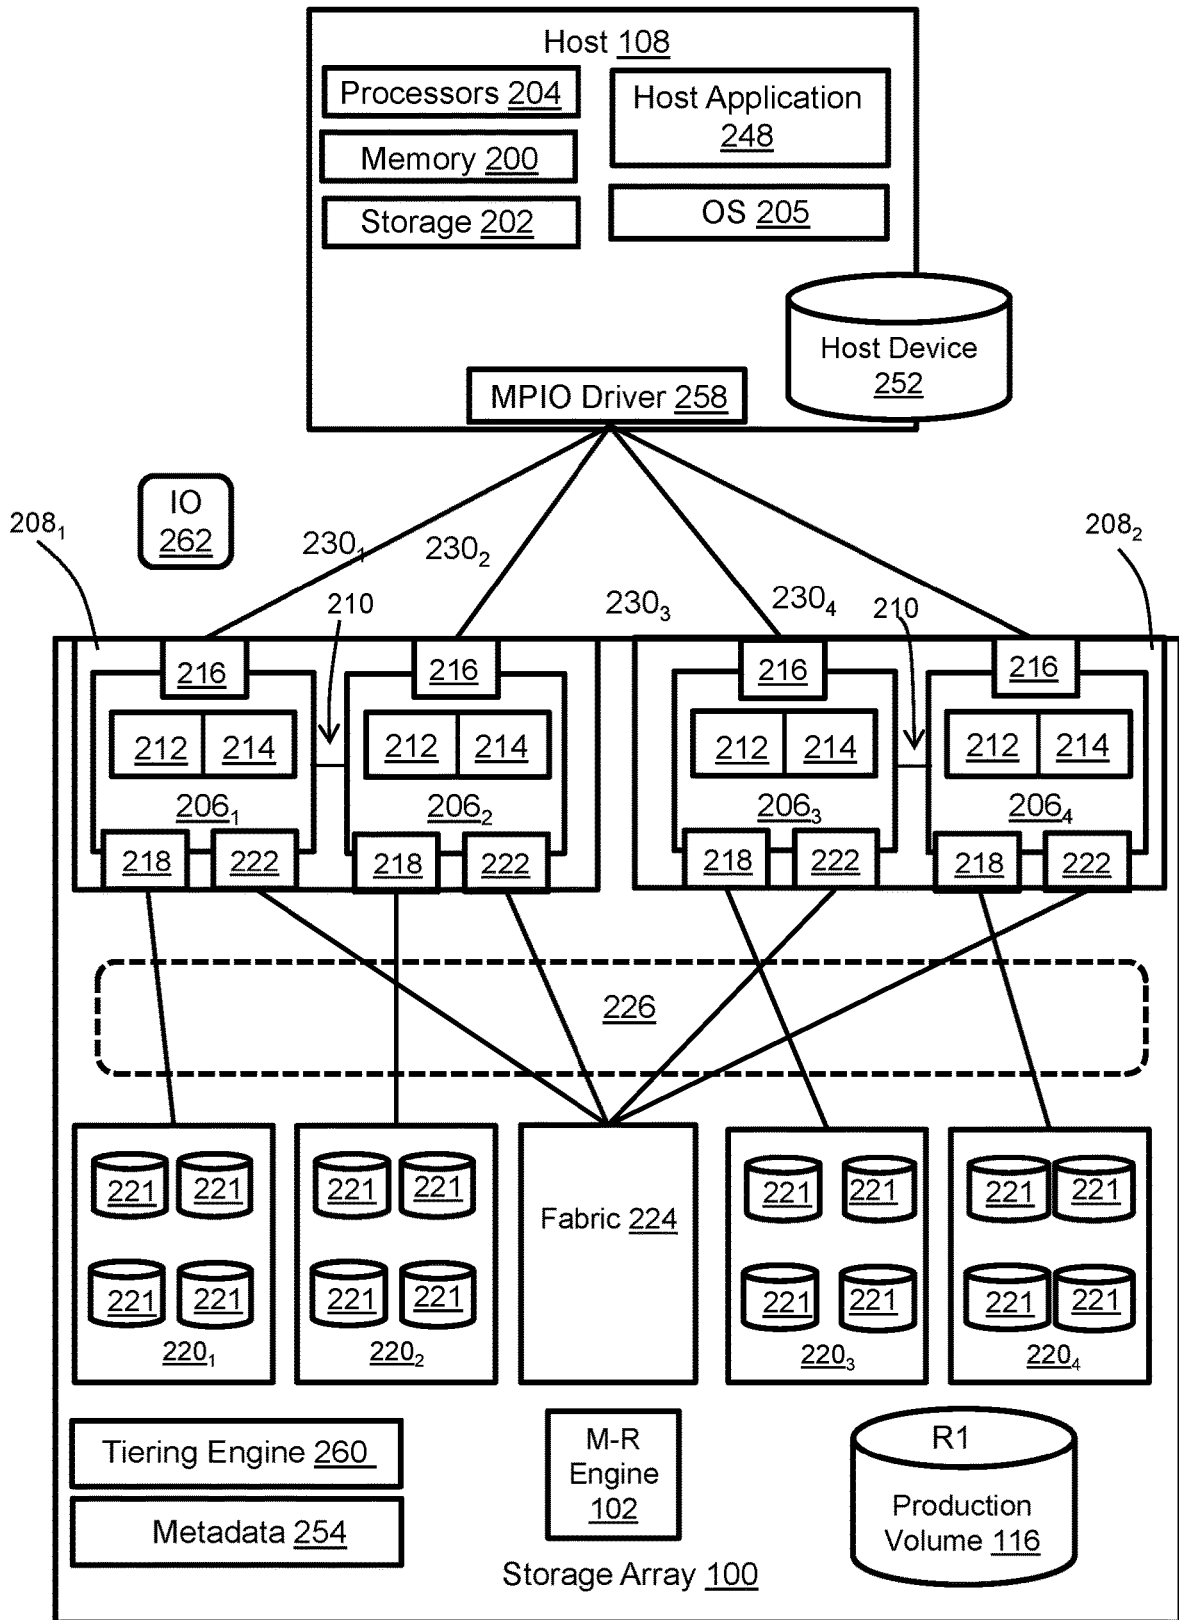 Host 108
Processors 204
Host Application
248
Memory 200
Storage 202
OS 205
Host Device
252
MPIO Driver 258
IO
262
208₁
208₂
230₁
230₂
230₃
230₄
210
210
216
216
216
216
212 214
212 214
212 214
212 214
206₁
206₂
206₃
206₄
218 222
218 222
218 222
218 222
226
221 221
221 221
220₁
221 221
221 221
220₂
Fabric 224
221 221
221 221
220₃
221 221
221 221
220₄
Tiering Engine 260
Metadata 254
M-R
Engine
102
R1
Production
Volume 116
Storage Array 100